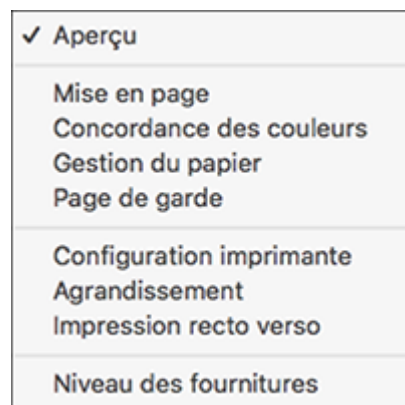 ✓ Aperçu
Mise en page
Concordance des couleurs
Gestion du papier
Page de garde
Configuration imprimante
Agrandissement
Impression recto verso
Niveau des fournitures